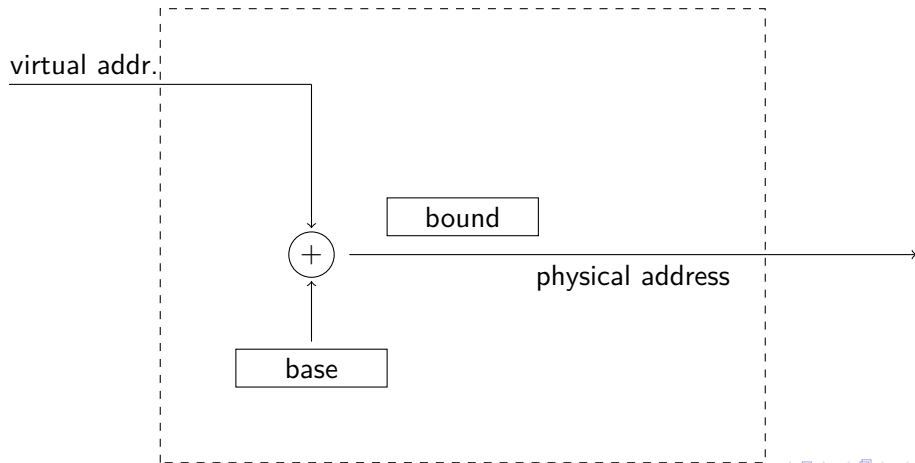 virtual addr.
bound
+
physical address
base